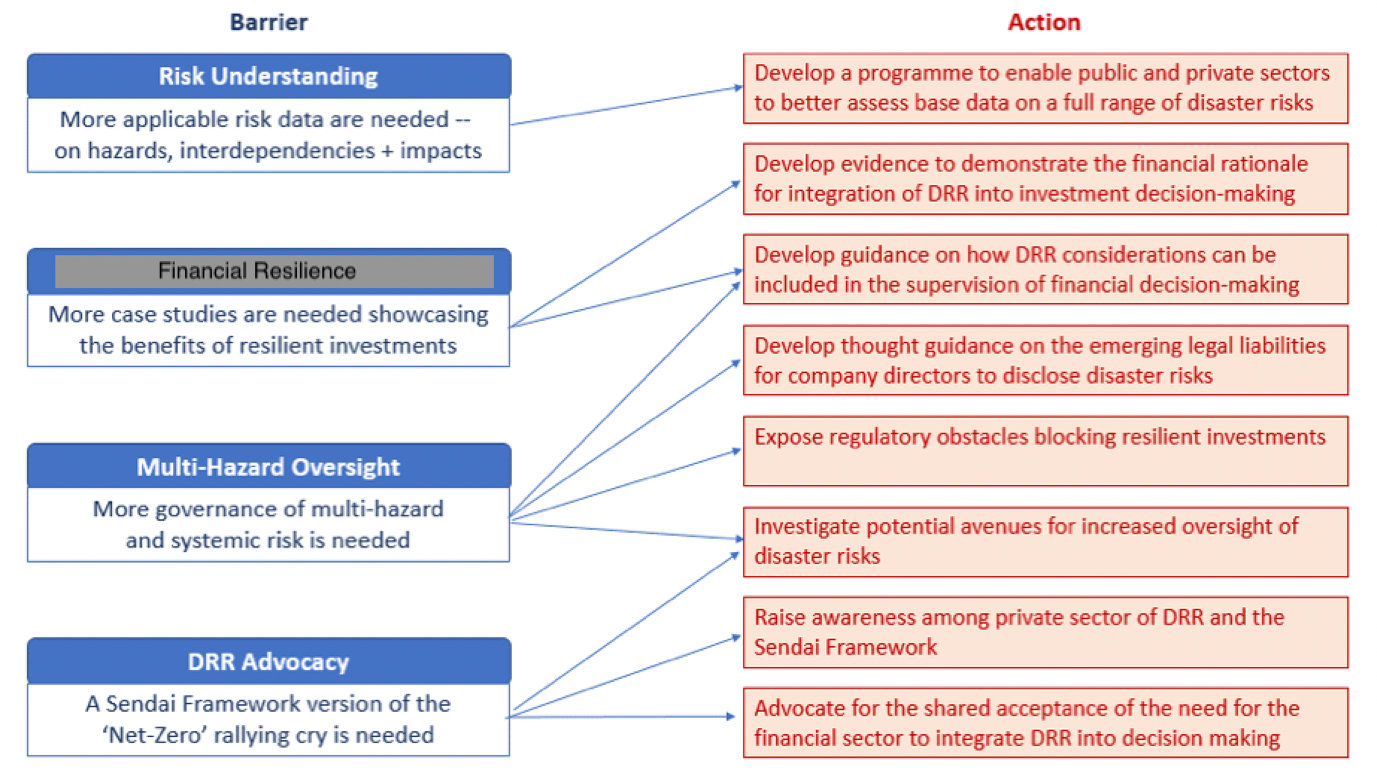 Barrier
Action
Risk Understanding
More applicable risk data are needed --
on hazards, interdependencies + impacts
Financial Resilience
More case studies are needed showcasing
the benefits of resilient investments
Multi-Hazard Oversight
More governance of multi-hazard
and systemic risk is needed
DRR Advocacy
A Sendai Framework version of the
‘Net-Zero’ rallying cry is needed
Develop a programme to enable public and private sectors
to better assess base data on a full range of disaster risks
Develop evidence to demonstrate the financial rationale
for integration of DRR into investment decision-making
Develop guidance on how DRR considerations can be
included in the supervision of financial decision-making
Develop thought guidance on the emerging legal liabilities
for company directors to disclose disaster risks
Expose regulatory obstacles blocking resilient investments
Investigate potential avenues for increased oversight of
disaster risks
Raise awareness among private sector of DRR and the
Sendai Framework
Advocate for the shared acceptance of the need for the
financial sector to integrate DRR into decision making